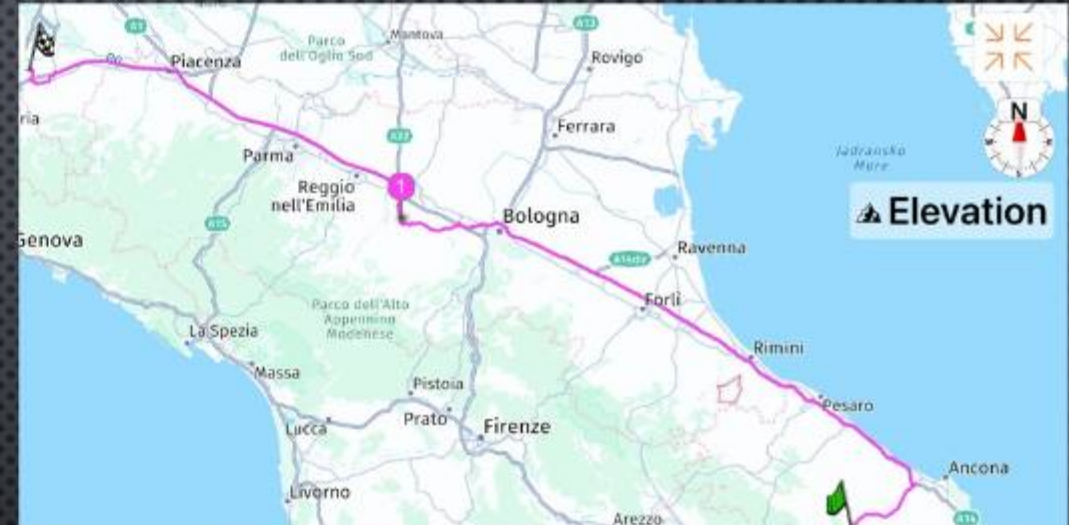 A1
Mantova
A13
Parco
dell'Oglio Sud
Rovigo
Po
Piacenza
N
ria
A22
Ferrara
Parma
Jadransko
More
Reggio
nell'Emilia
1
Elevation
A15
Bologna
Genova
A14dir
Ravenna
Forlì
Parco dell'Alto
Appennino
Modenese
La Spezia
Rimini
Massa
Pistoia
Pesaro
Lucca
Prato
Firenze
Ancona
Livorno
Arezzo
A14